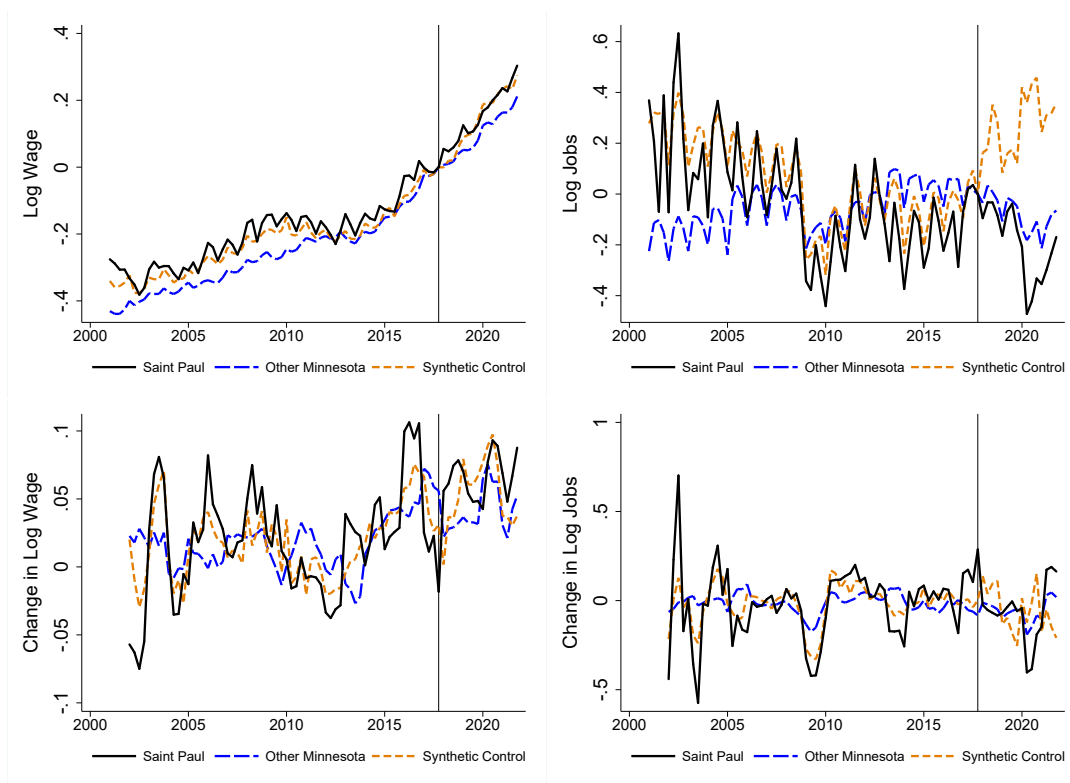 Log Wage
.4
.2
0
-.2
-.4
2000 2005 2010 2015 2020
Saint Paul Other Minnesota Synthetic Control
Log Jobs
.6
.4
.2
0
-.2
-.4
2000 2005 2010 2015 2020
Saint Paul Other Minnesota Synthetic Control
Change in Log Wage
.1
.05
0
-.05
-.1
2000 2005 2010 2015 2020
Saint Paul Other Minnesota Synthetic Control
Change in Log Jobs
1
.5
0
-.5
2000 2005 2010 2015 2020
Saint Paul Other Minnesota Synthetic Control